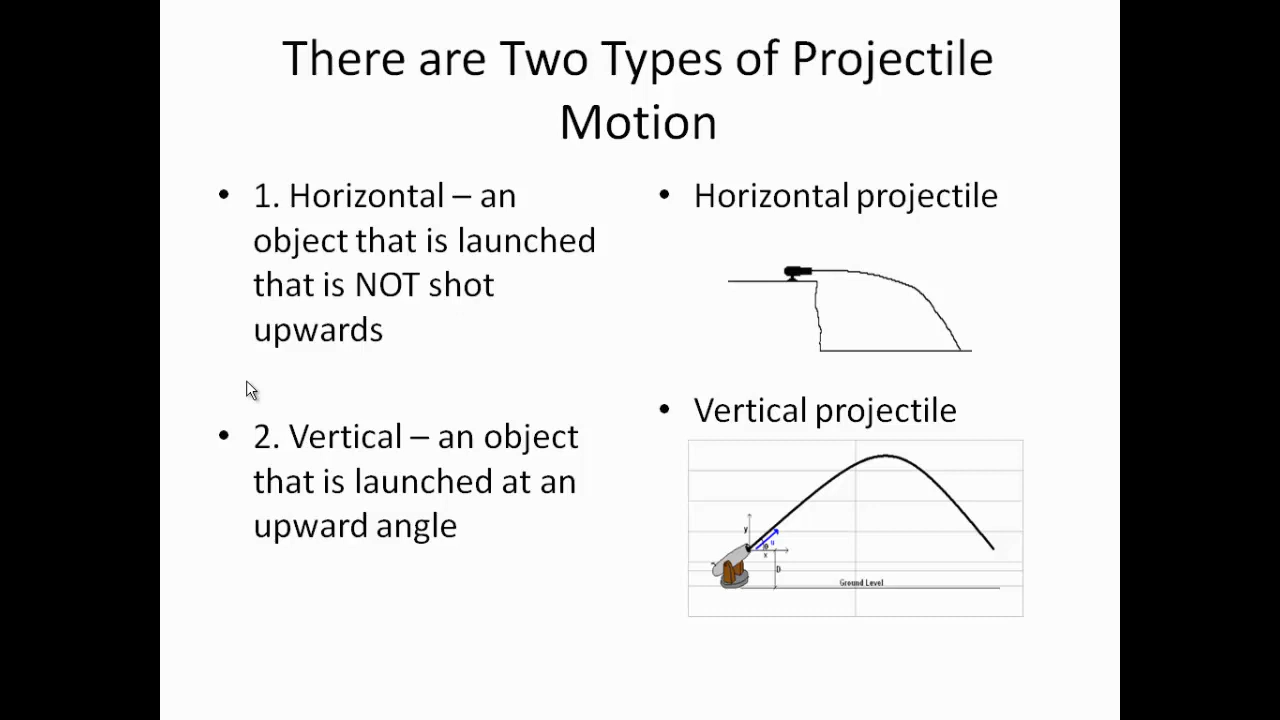 There are Two Types of Projectile
Motion
• 1. Horizontal – an
object that is launched
that is NOT shot
upwards
• 2. Vertical – an object
that is launched at an
upward angle
• Horizontal projectile
• Vertical projectile
y
u
θ
x
D
Ground Level